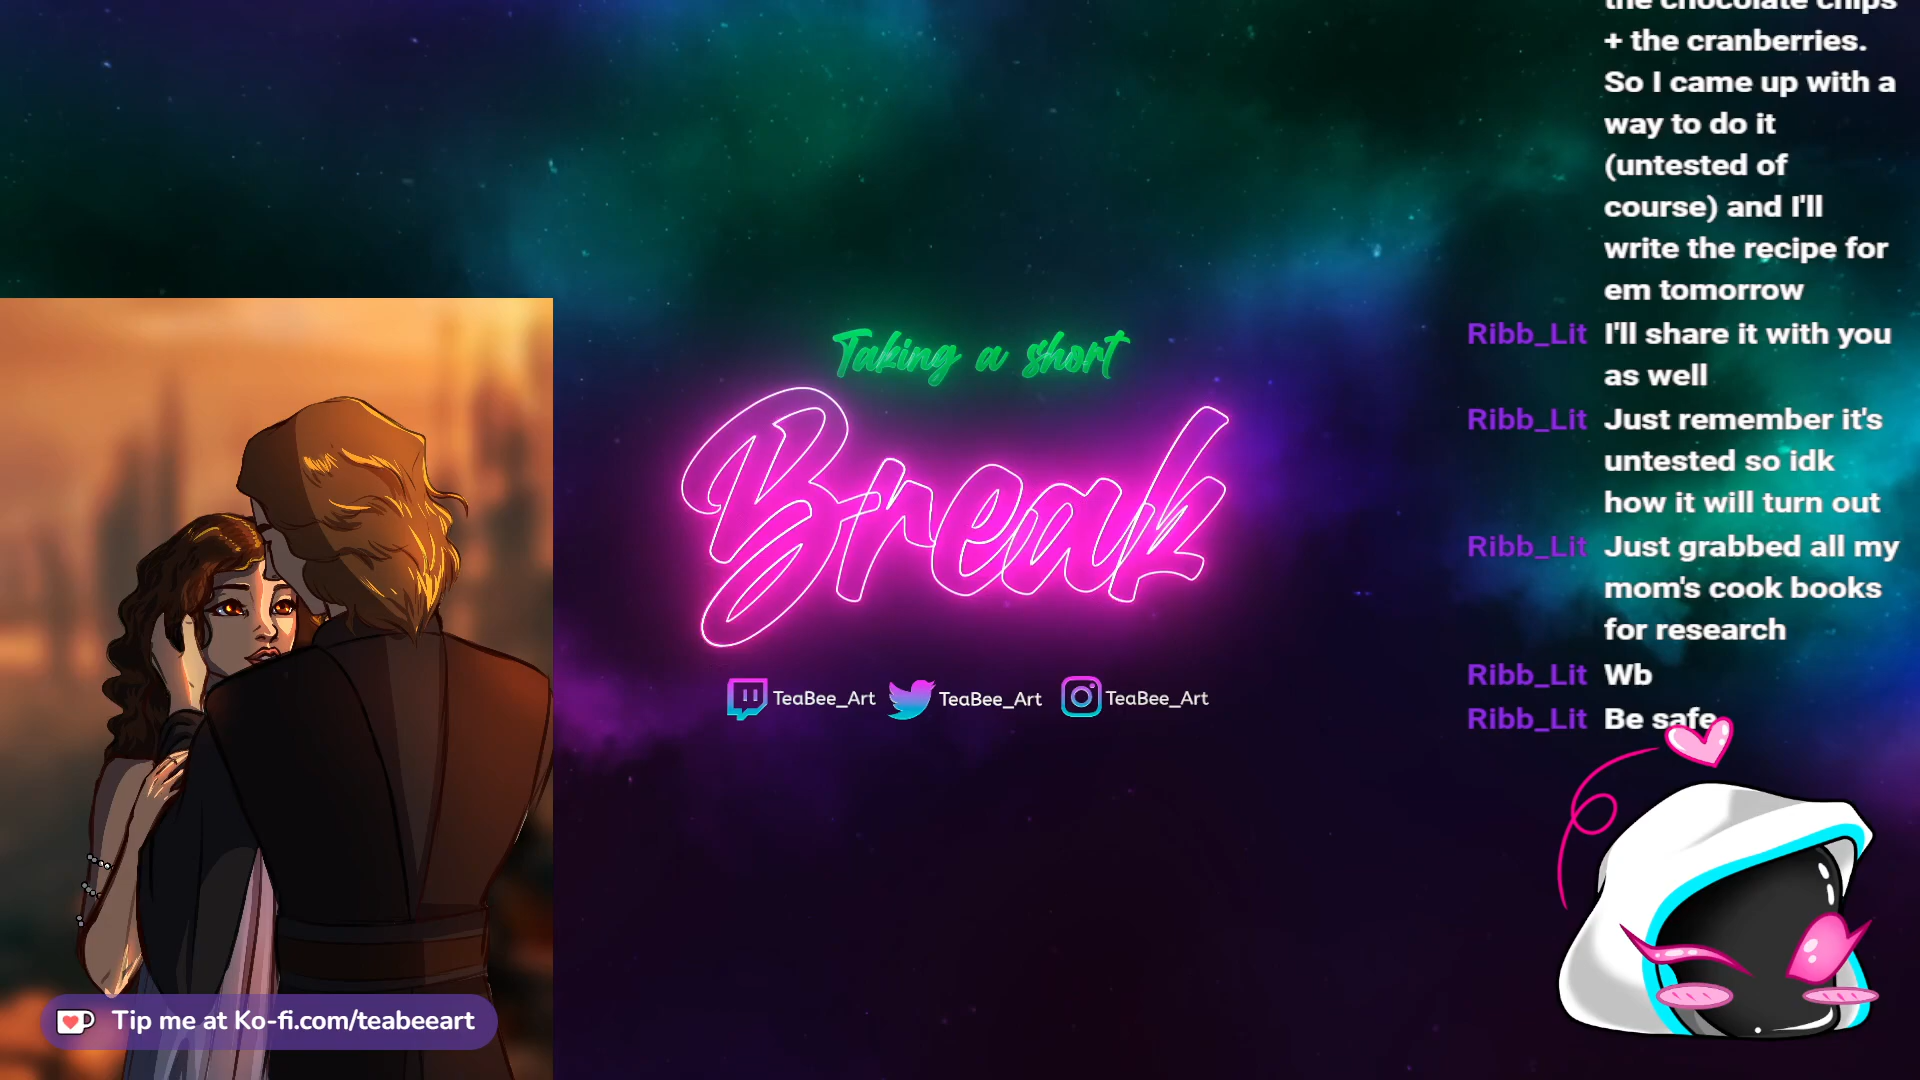 the chocolate chips
+ the cranberries.
So I came up with a
way to do it
(untested of
course) and I'll
write the recipe for
em tomorrow
Ribb_Lit I'll share it with you
as well
Ribb_Lit Just remember it's
untested so idk
how it will turn out
Ribb_Lit Just grabbed all my
mom's cook books
for research
Ribb_Lit Wb
Ribb_Lit Be safe
Taking a short
Break
TeaBee_Art TeaBee_Art TeaBee_Art
Tip me at Ko-fi.com/teabeeart